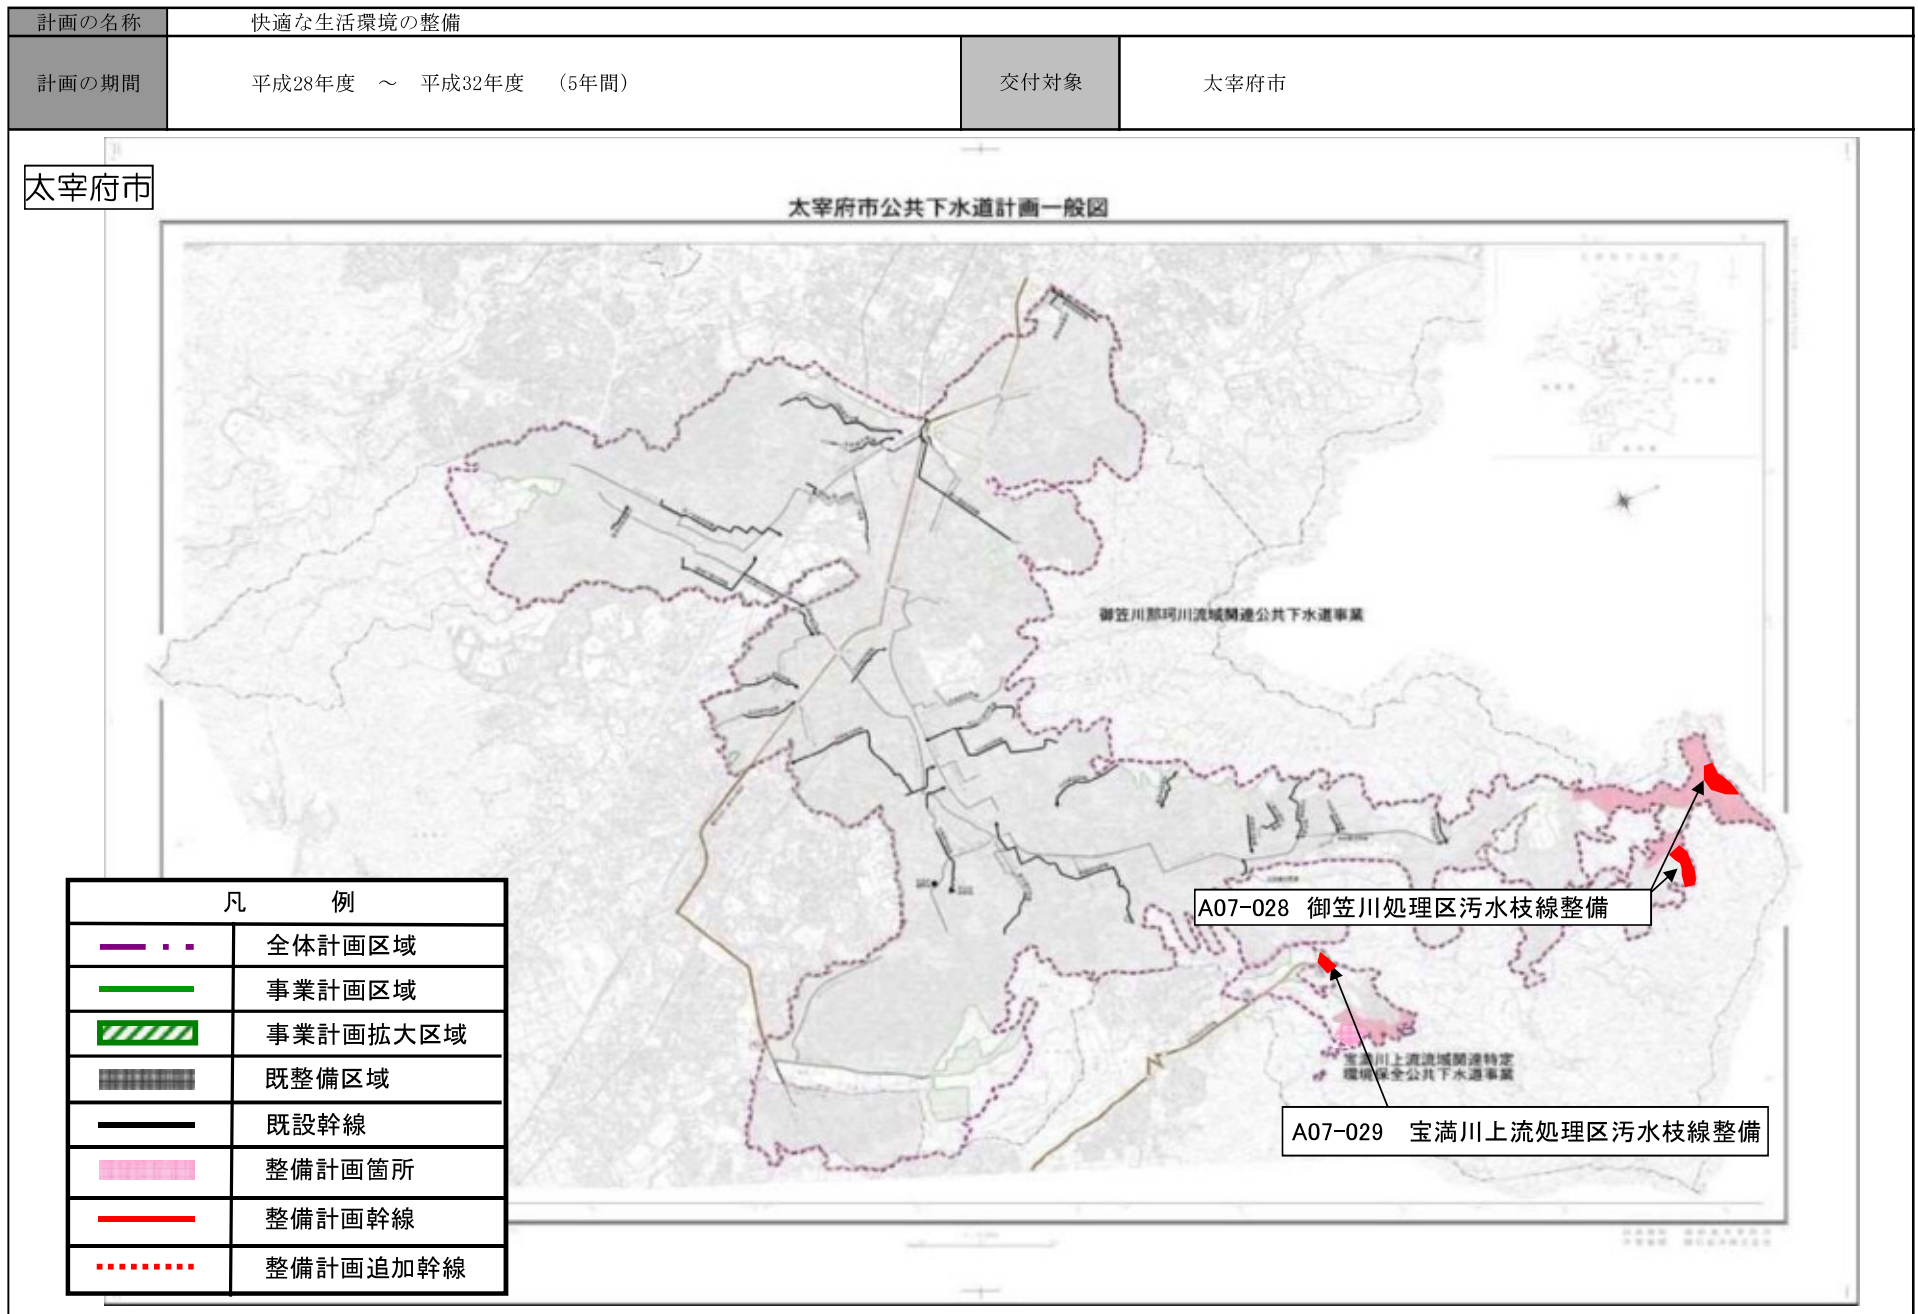 計画の名称 快適な生活環境の整備
計画の期間 平成28年度 ～ 平成32年度 （5年間） 交付対象 太宰府市
太宰府市
太宰府市公共下水道計画一般図
御笠川那珂川流域関連公共下水道事業
A07-028 御笠川処理区汚水枝線整備
宝満川上流流域関連特定
環境保全公共下水道事業
A07-029 宝満川上流処理区汚水枝線整備
凡 例
全体計画区域
事業計画区域
事業計画拡大区域
既整備区域
既設幹線
整備計画箇所
整備計画幹線
整備計画追加幹線